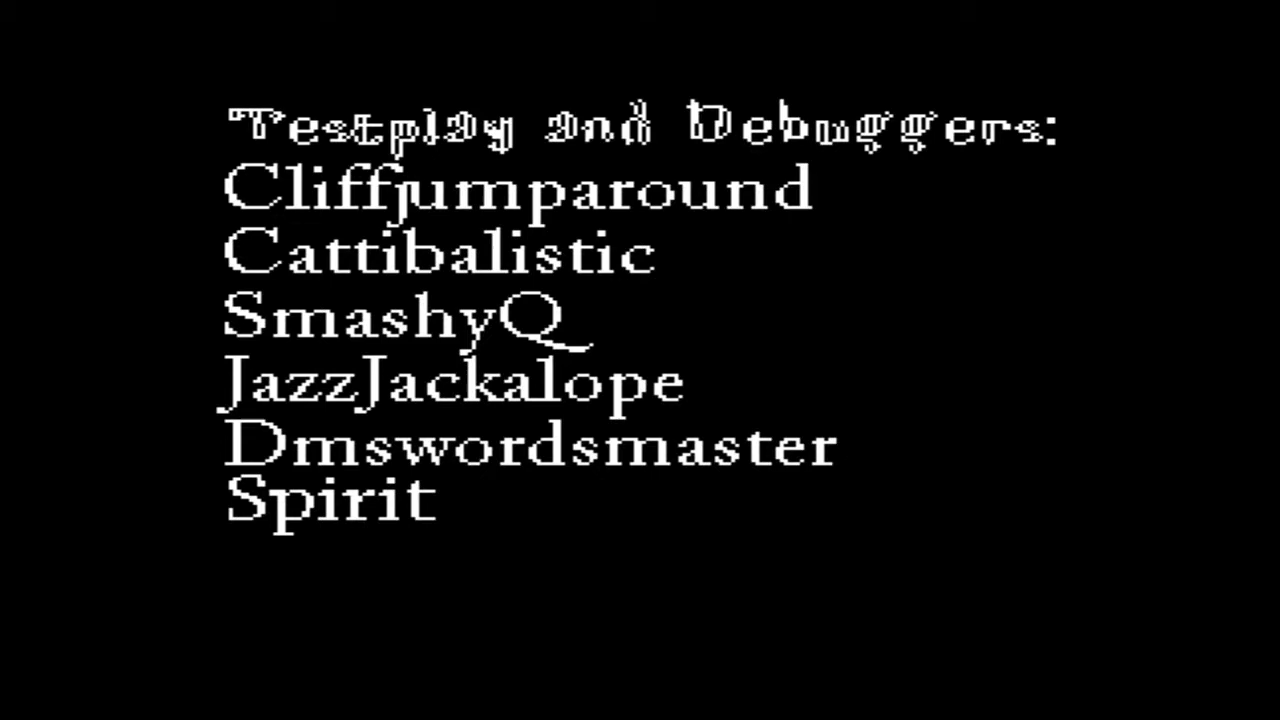 Testplay and Debuggers:
Cliffjumparound
Cattibalistic
SmashyQ
JazzJackalope
Dmswordsmaster
Spirit